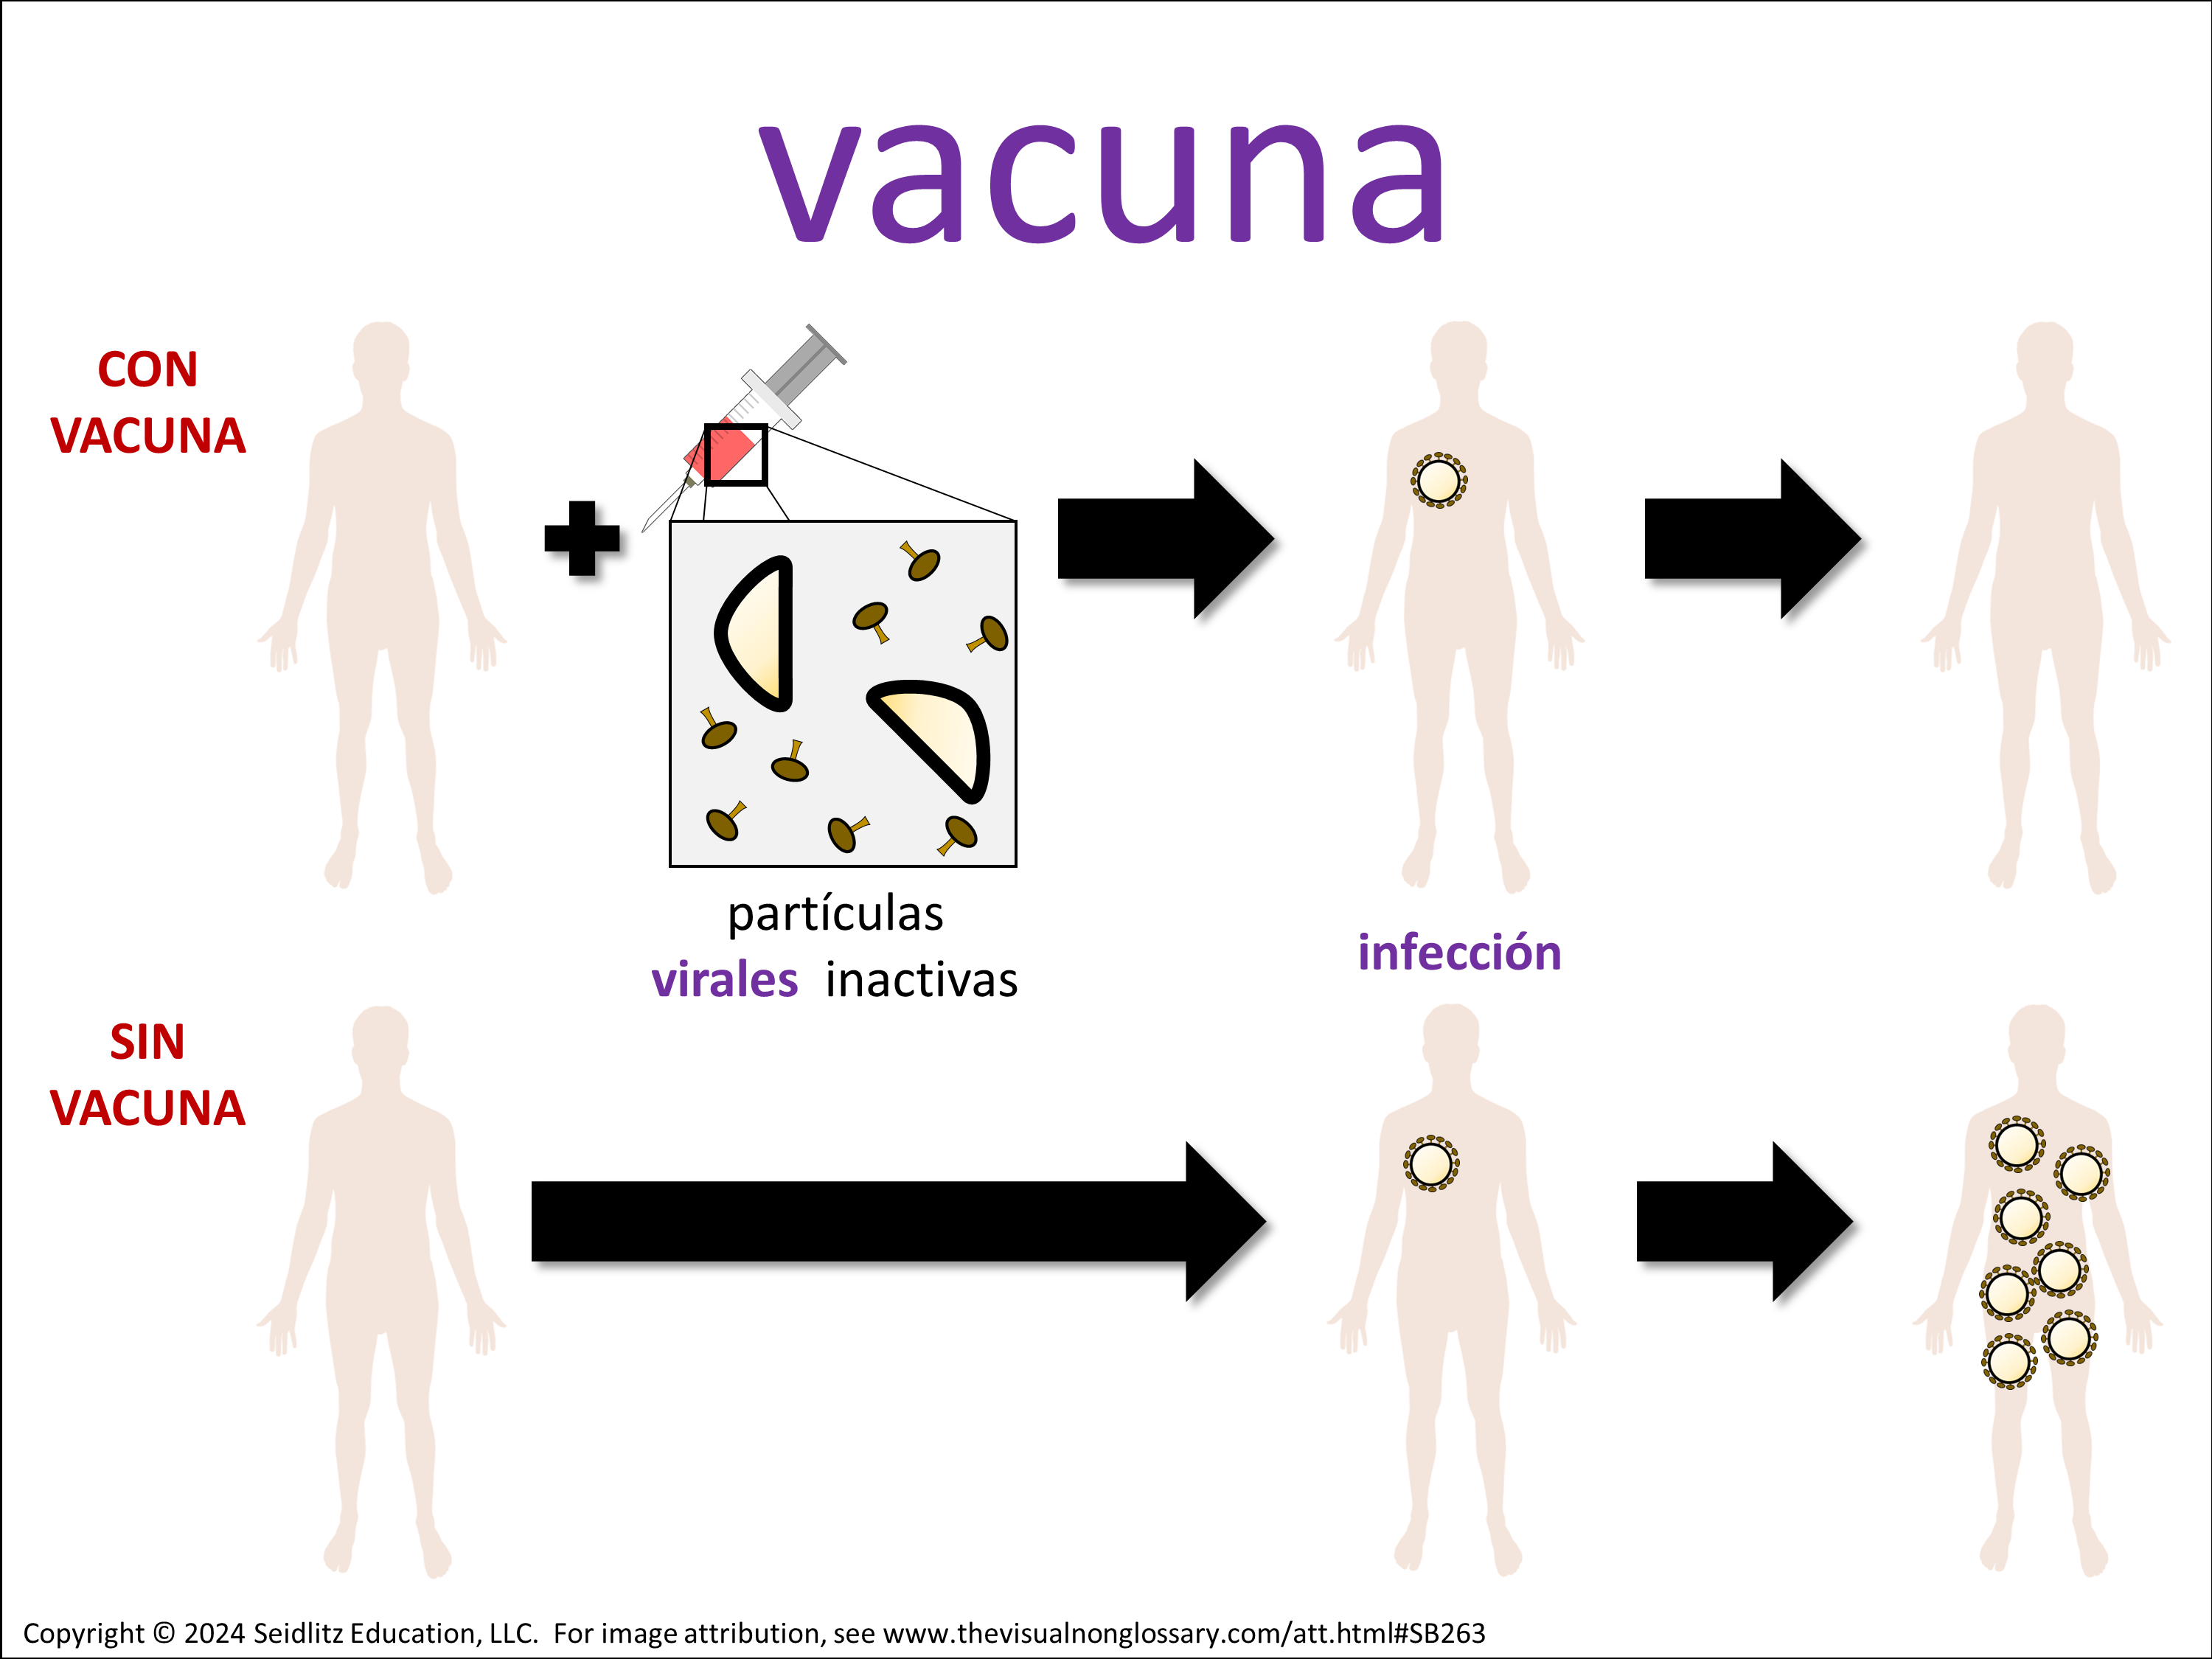 vacuna
CON
VACUNA
partículas
virales inactivas
infección
SIN
VACUNA
Copyright © 2024 Seidlitz Education, LLC. For image attribution, see www.thevisualnonglossary.com/att.html#SB263